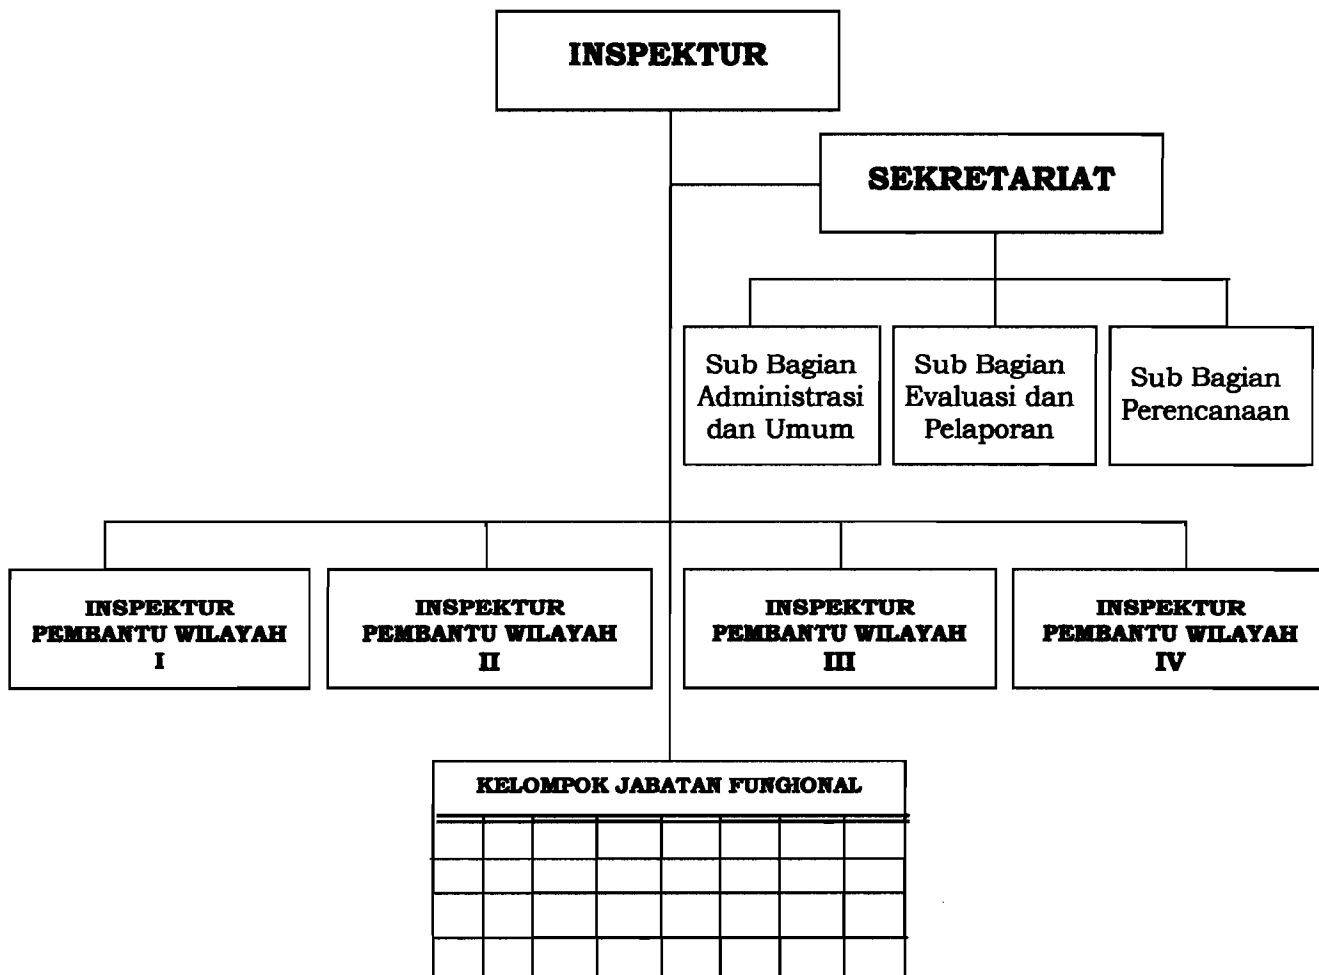 INSPEKTUR
SEKRETARIAT
Sub Bagian
Administrasi
dan Umum
Sub Bagian
Evaluasi dan
Pelaporan
Sub Bagian
Perencanaan
INSPEKTUR
PEMBANTU WILAYAH
I
INSPEKTUR
PEMBANTU WILAYAH
II
INSPEKTUR
PEMBANTU WILAYAH
III
INSPEKTUR
PEMBANTU WILAYAH
IV
KELOMPOK JABATAN FUNGIONAL